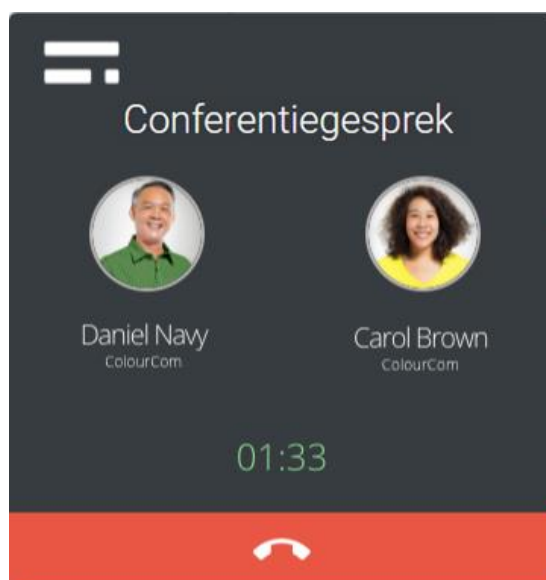 Conferentiegesprek
Daniel Navy
ColourCom
Carol Brown
ColourCom
01:33